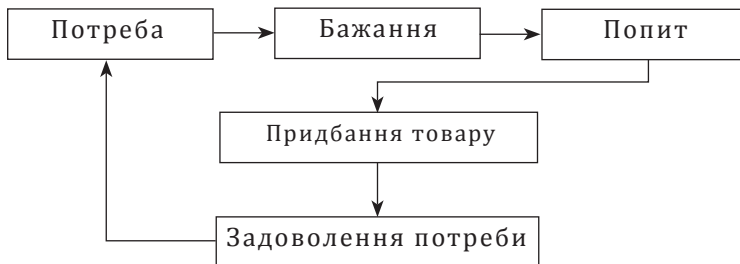 Потреба
Бажання
Попит
Придбання товару
Задоволення потреби